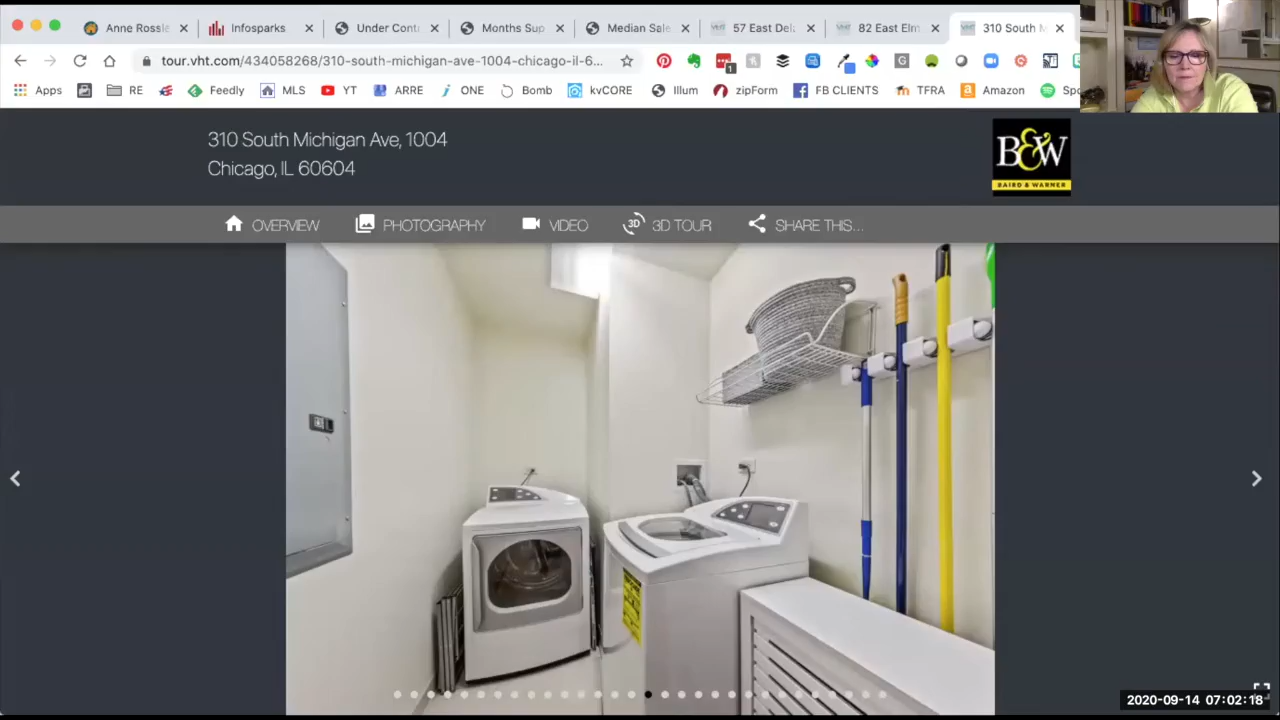 Anne Rossle
Infosparks
Under Cont
Months Sup
Median Sale
57 East Del
82 East Elm
310 South M
tour.vht.com/434058268/310-south-michigan-ave-1004-chicago-il-6...
1
Apps
RE
Feedly
MLS
YT
ARRE
ONE
Bomb
kvCORE
Illum
zipForm
FB CLIENTS
TFRA
Amazon
Spo
310 South Michigan Ave, 1004
Chicago, IL 60604
B&W
BAIRD & WARNER
OVERVIEW
PHOTOGRAPHY
VIDEO
3D
3D TOUR
SHARE THIS...
2020-09-14 07:02:18